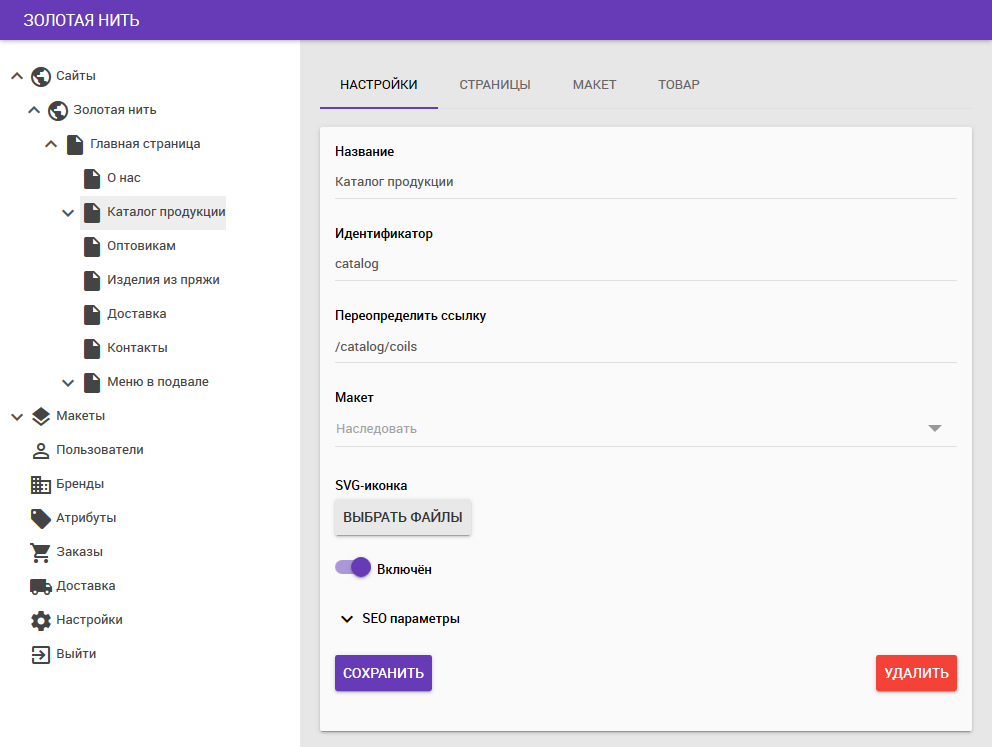 ЗОЛОТАЯ НИТЬ
Сайты
Золотая нить
Главная страница
О нас
Каталог продукции
Оптовикам
Изделия из пряжи
Доставка
Контакты
Меню в подвале
Макеты
Пользователи
Бренды
Атрибуты
Заказы
Доставка
Настройки
Выйти
НАСТРОЙКИ СТРАНИЦЫ МАКЕТ ТОВАР
Название
Каталог продукции
Идентификатор
catalog
Переопределить ссылку
/catalog/coils
Макет
Наследовать
SVG-иконка
ВЫБРАТЬ ФАЙЛЫ
Включён
SEO параметры
СОХРАНИТЬ УДАЛИТЬ